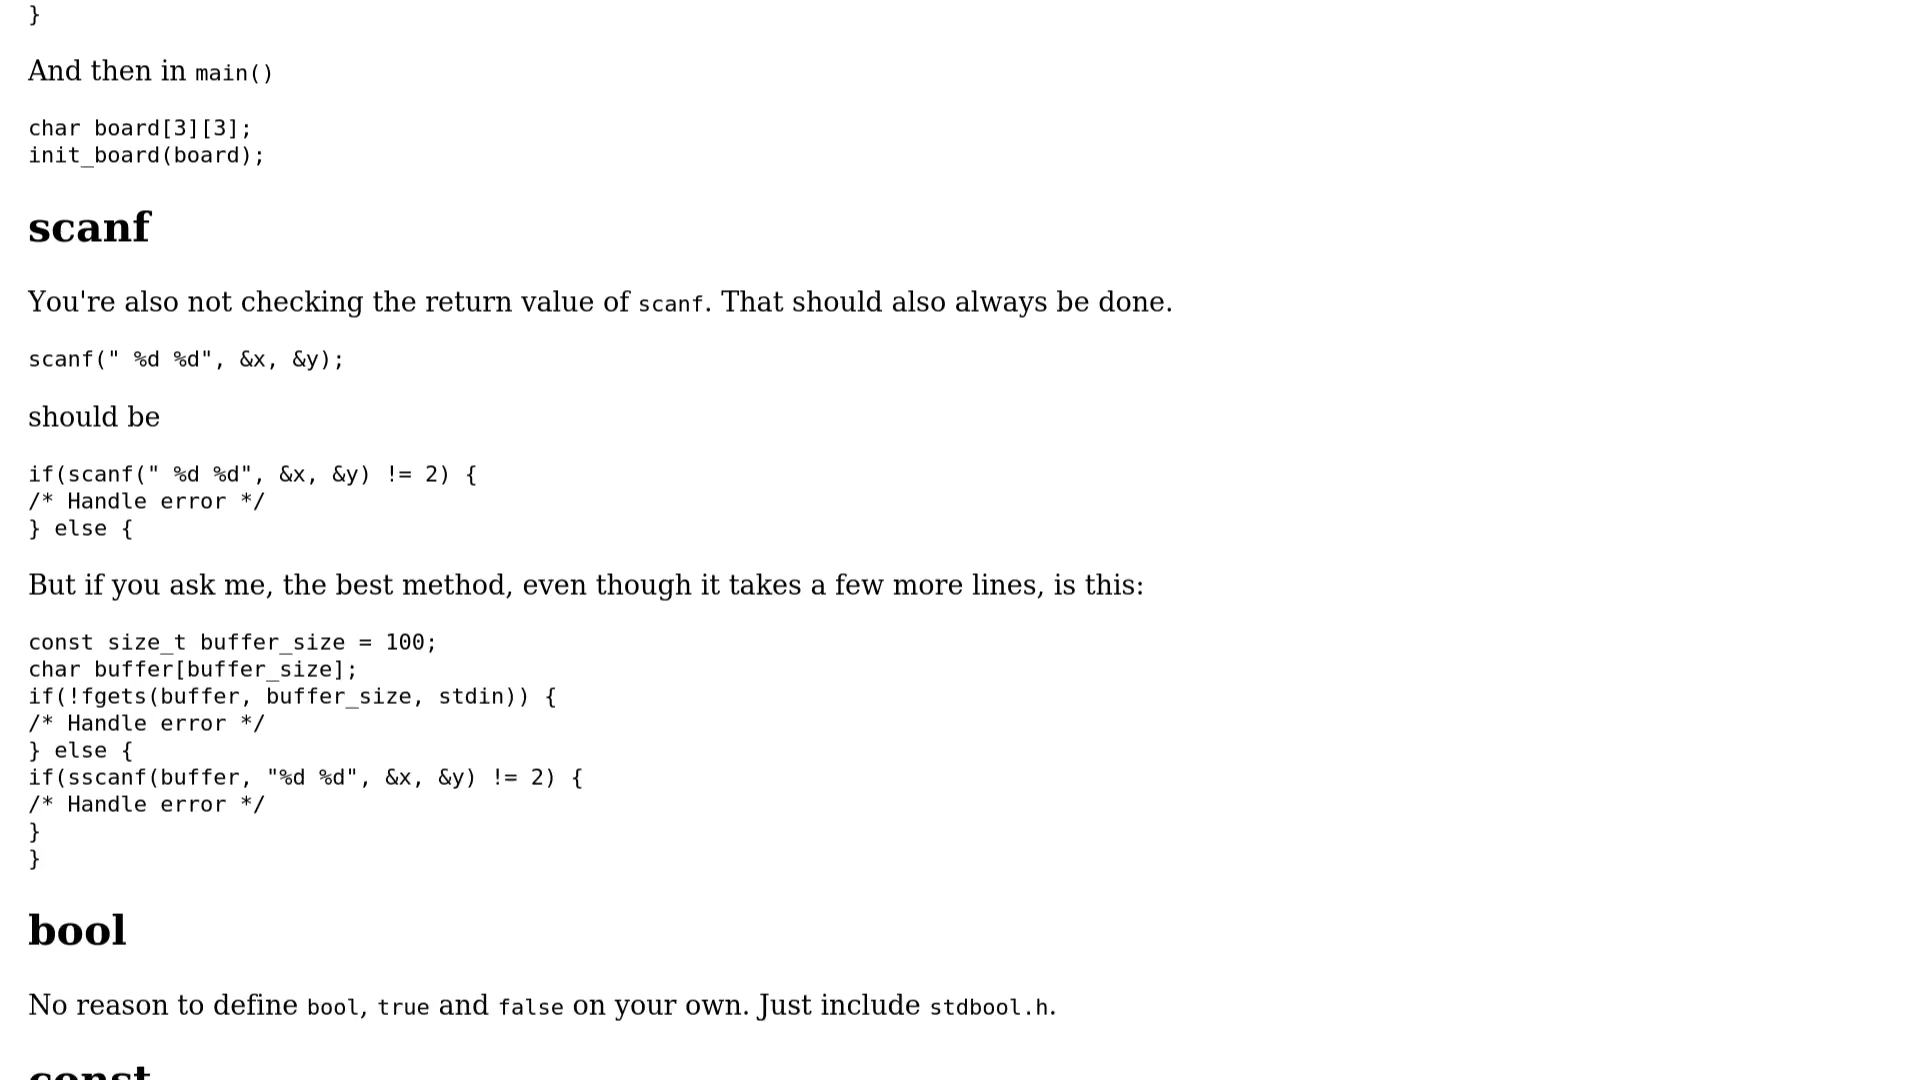 }
And then in main()
char board[3][3];
init_board(board);
scanf
You're also not checking the return value of scanf. That should also always be done.
scanf(" %d %d", &x, &y);
should be
if(scanf(" %d %d", &x, &y) != 2) {
/* Handle error */
} else {
But if you ask me, the best method, even though it takes a few more lines, is this:
const size_t buffer_size = 100;
char buffer[buffer_size];
if(!fgets(buffer, buffer_size, stdin)) {
/* Handle error */
} else {
if(sscanf(buffer, "%d %d", &x, &y) != 2) {
/* Handle error */
}
}
bool
No reason to define bool, true and false on your own. Just include stdbool.h.
const